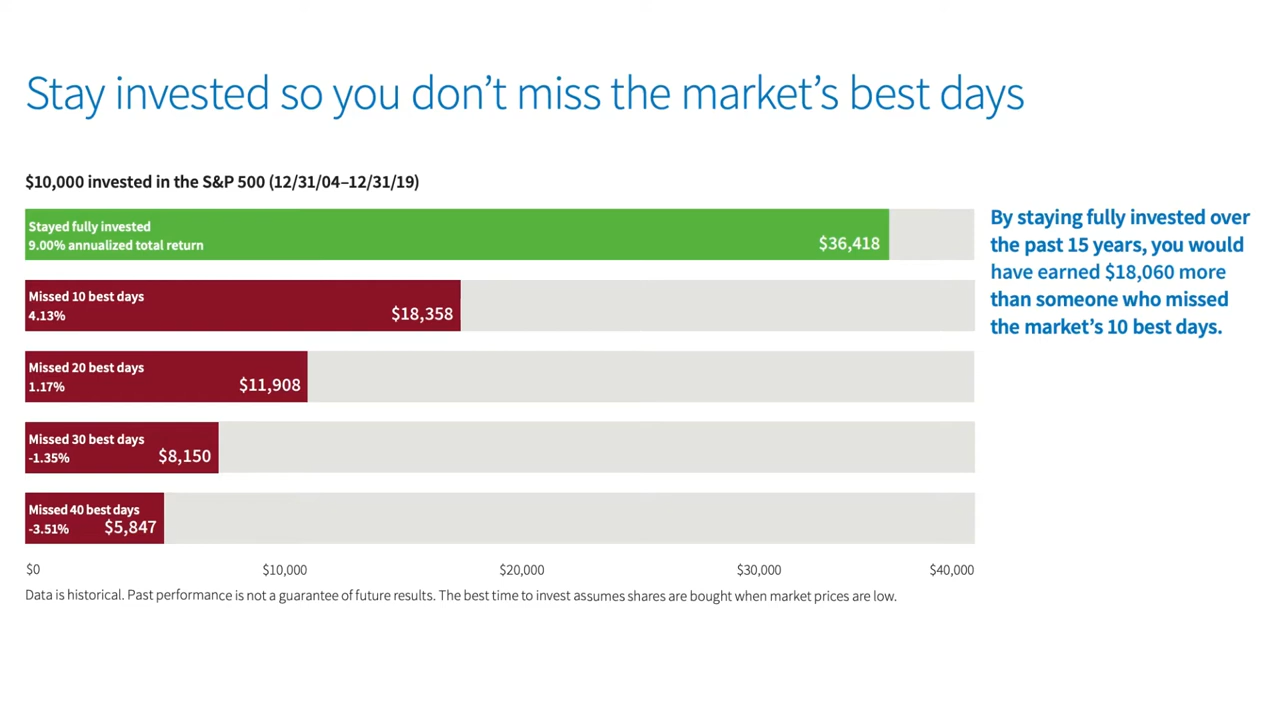 Stay invested so you don’t miss the market’s best days
$10,000 invested in the S&P 500 (12/31/04–12/31/19)
Stayed fully invested
9.00% annualized total return
$36,418
Missed 10 best days
4.13%
$18,358
Missed 20 best days
1.17%
$11,908
Missed 30 best days
-1.35%
$8,150
Missed 40 best days
-3.51%
$5,847
$0
$10,000
$20,000
$30,000
$40,000
Data is historical. Past performance is not a guarantee of future results. The best time to invest assumes shares are bought when market prices are low.
By staying fully invested over
the past 15 years, you would
have earned $18,060 more
than someone who missed
the market’s 10 best days.